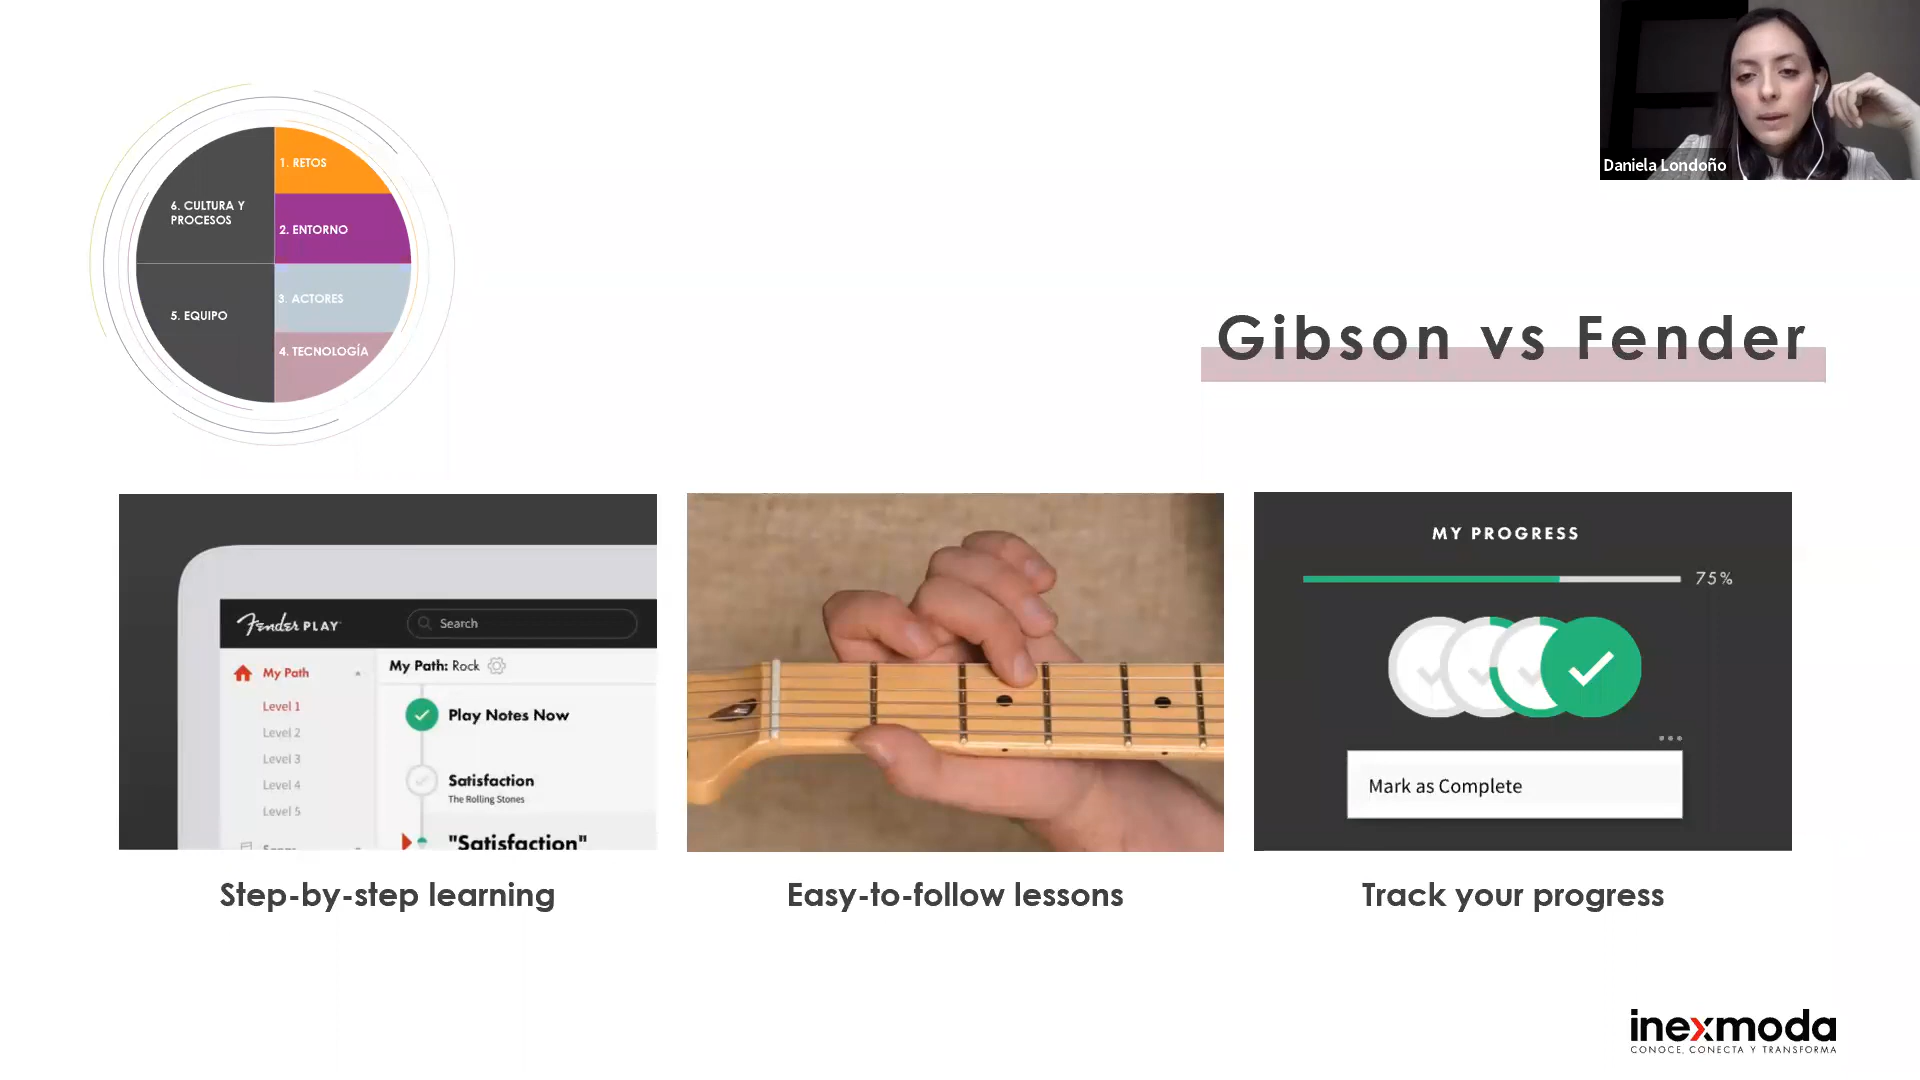 Daniela Londoño
1. RETOS
6. CULTURA Y
PROCESOS
2. ENTORNO
3. ACTORES
5. EQUIPO
4. TECNOLOGÍA
Gibson vs Fender
Fender PLAY
Search
My Path
Level 1
Level 2
Level 3
Level 4
Level 5
My Path: Rock
Play Notes Now
Satisfaction
The Rolling Stones
"Satisfaction"
MY PROGRESS
75%
Mark as Complete
Step-by-step learning
Easy-to-follow lessons
Track your progress
inexmoda
CONOCE, CONECTA Y TRANSFORMA